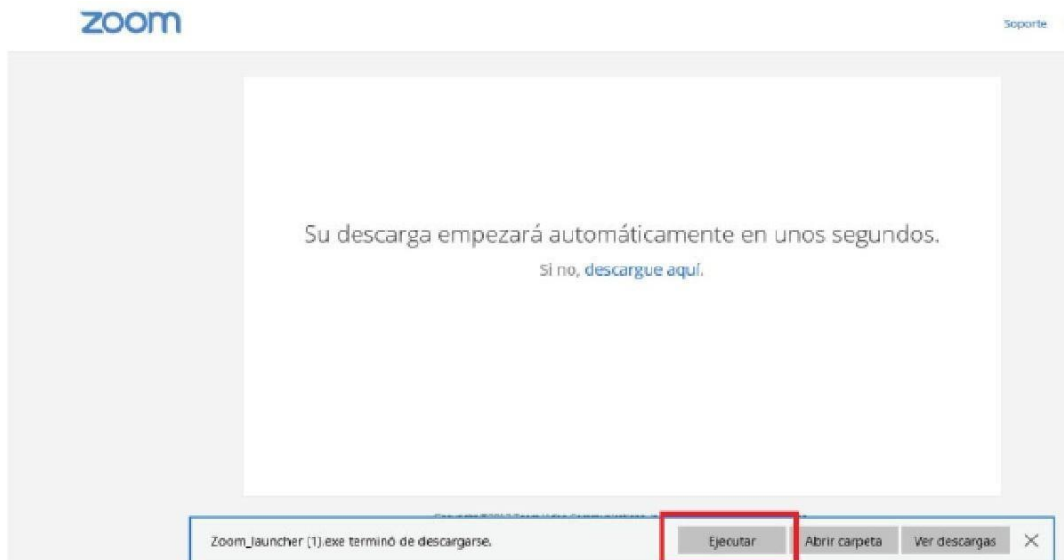 zoom
Soporte
Su descarga empezará automáticamente en unos segundos.
Si no, descargue aquí.
Zoom_launcher (1).exe terminó de descargarse.
Ejecutar
Abrir carpeta
Ver descargas